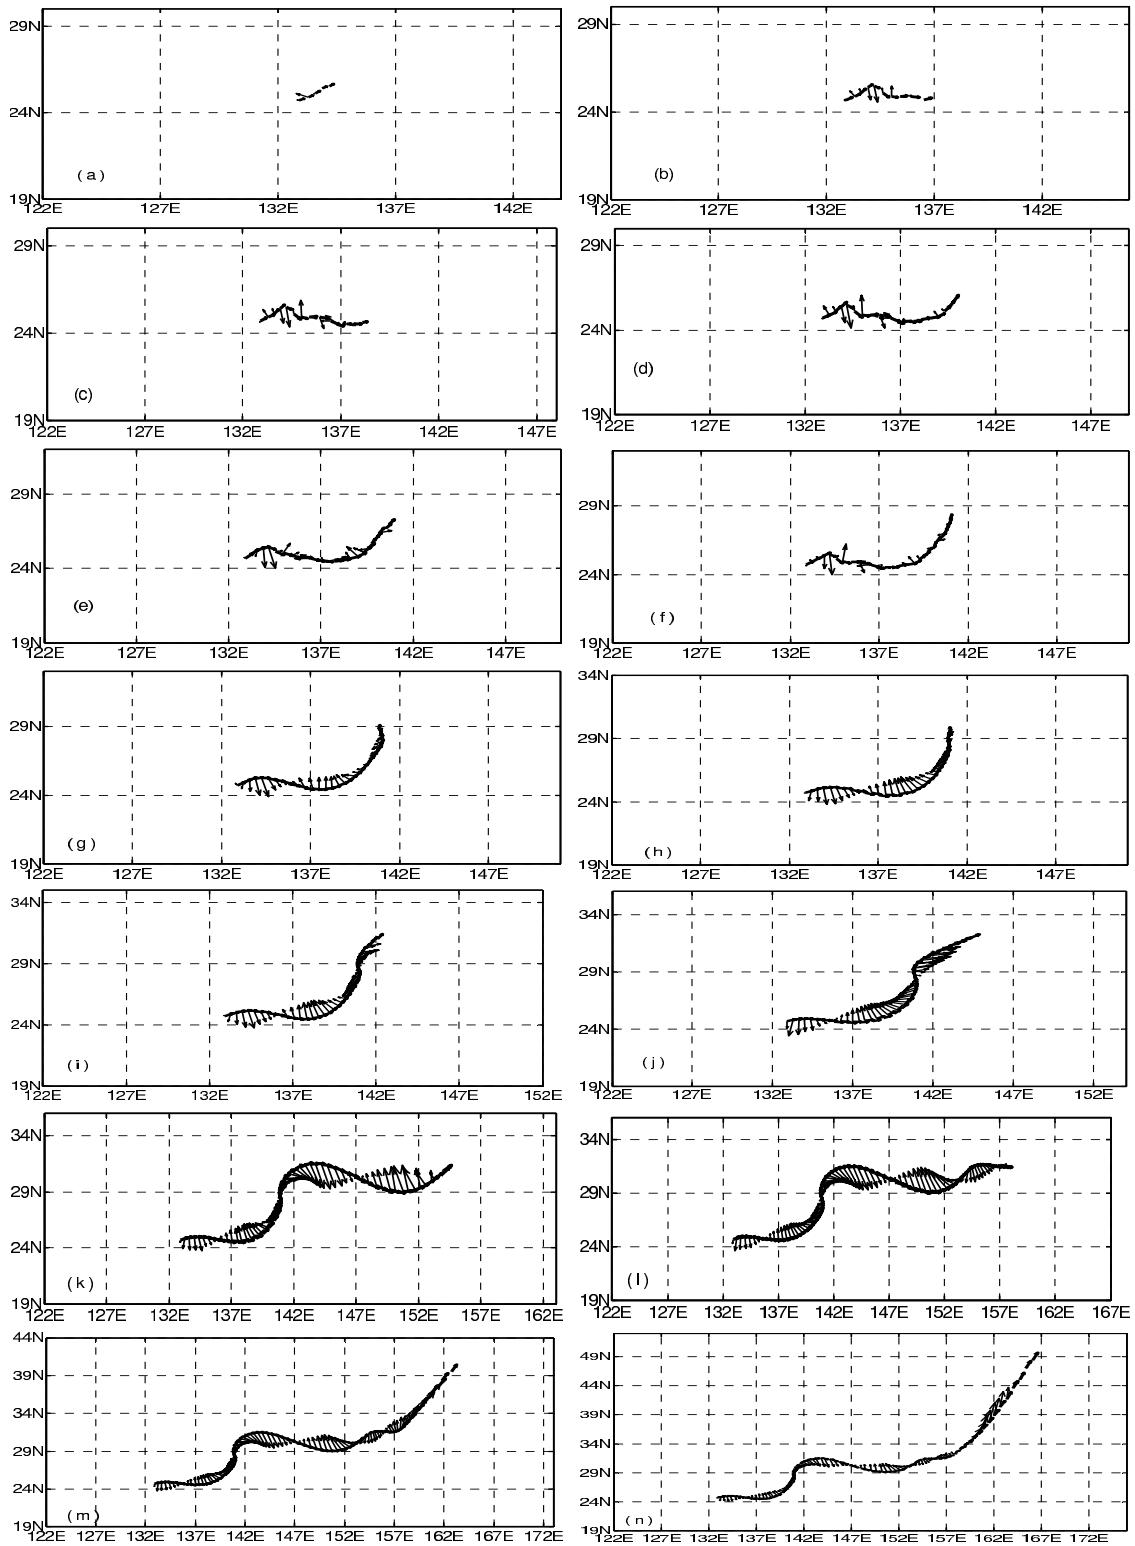 29N 29N
24N 24N
(a) (b)
19N 19N
122E 127E 132E 137E 142E 122E 127E 132E 137E 142E
29N 29N
24N 24N
(c) (d)
19N 19N
122E 127E 132E 137E 142E 147E 122E 127E 132E 137E 142E 147E
29N 29N
24N 24N
(e) (f)
19N 19N
122E 127E 132E 137E 142E 147E 122E 127E 132E 137E 142E 147E
34N
29N 29N
24N 24N
(g) (h)
19N 19N
122E 127E 132E 137E 142E 147E 122E 127E 132E 137E 142E 147E
34N 34N
29N 29N
24N 24N
(i) (j)
19N 19N
122E 127E 132E 137E 142E 147E 152E 122E 127E 132E 137E 142E 147E 152E
34N 34N
29N 29N
24N 24N
(k) (l)
19N 19N
122E 127E 132E 137E 142E 147E 152E 157E 162E 122E 127E 132E 137E 142E 147E 152E 157E 162E 167E
44N 49N
39N 44N
34N 39N
29N 34N
24N 29N
19N 24N
(m) (n)
19N
122E 127E 132E 137E 142E 147E 152E 157E 162E 167E 172E 122E 127E 132E 137E 142E 147E 152E 157E 162E 167E 172E